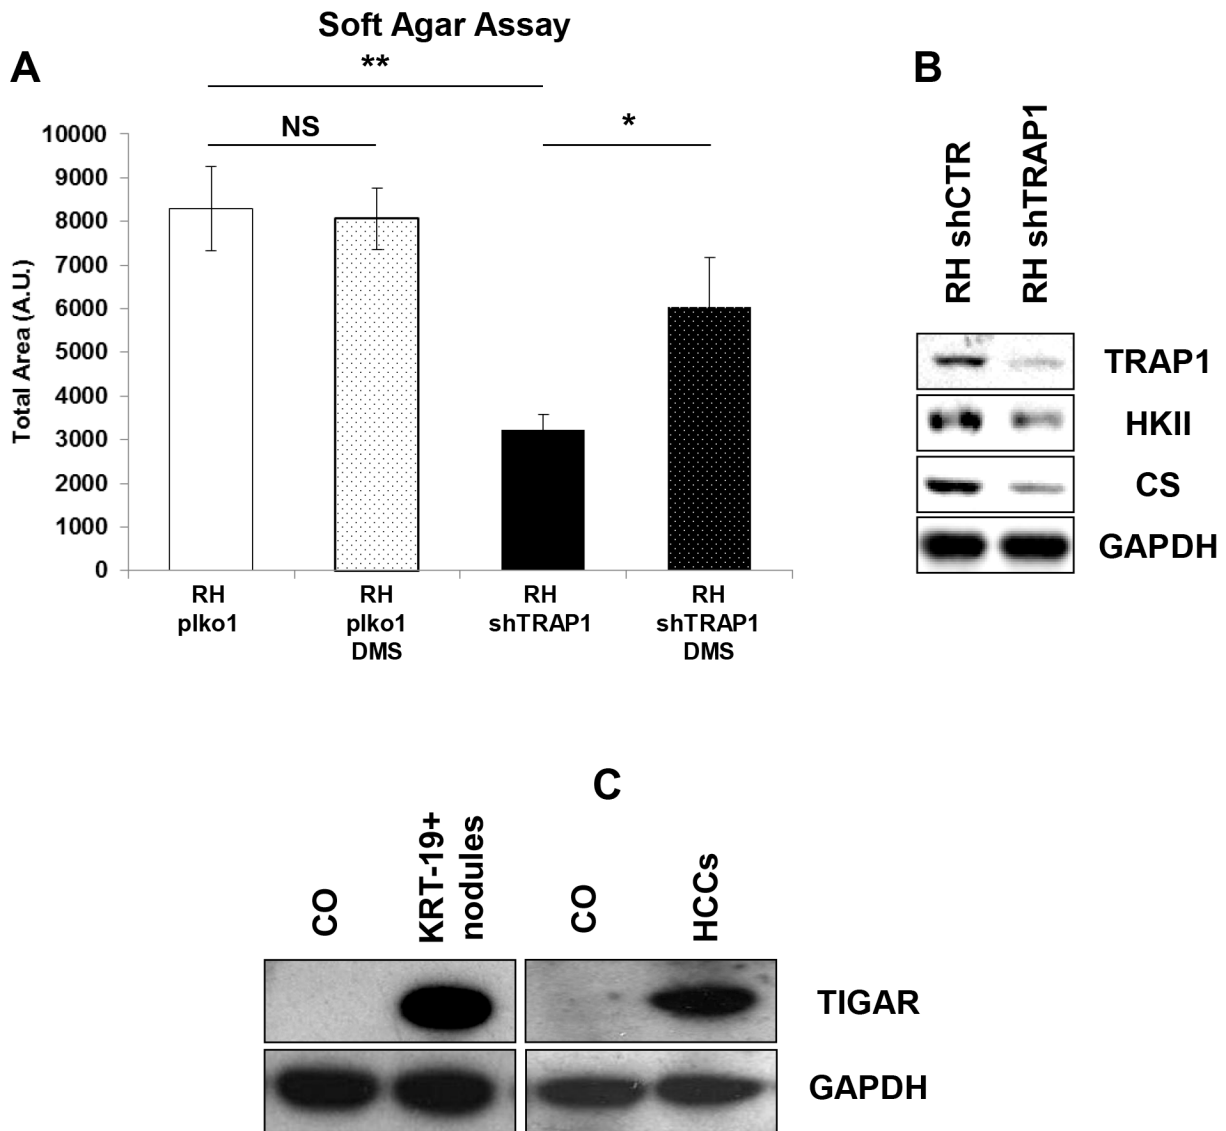 Soft Agar Assay
A
**
NS
*
Total Area (A.U.)
10000
9000
8000
7000
6000
5000
4000
3000
2000
1000
0
RH
plko1
RH
plko1
DMS
RH
shTRAP1
RH
shTRAP1
DMS
B
RH shCTR
RH shTRAP1
TRAP1
HKII
CS
GAPDH
C
CO
KRT-19+
nodules
CO
HCCs
TIGAR
GAPDH